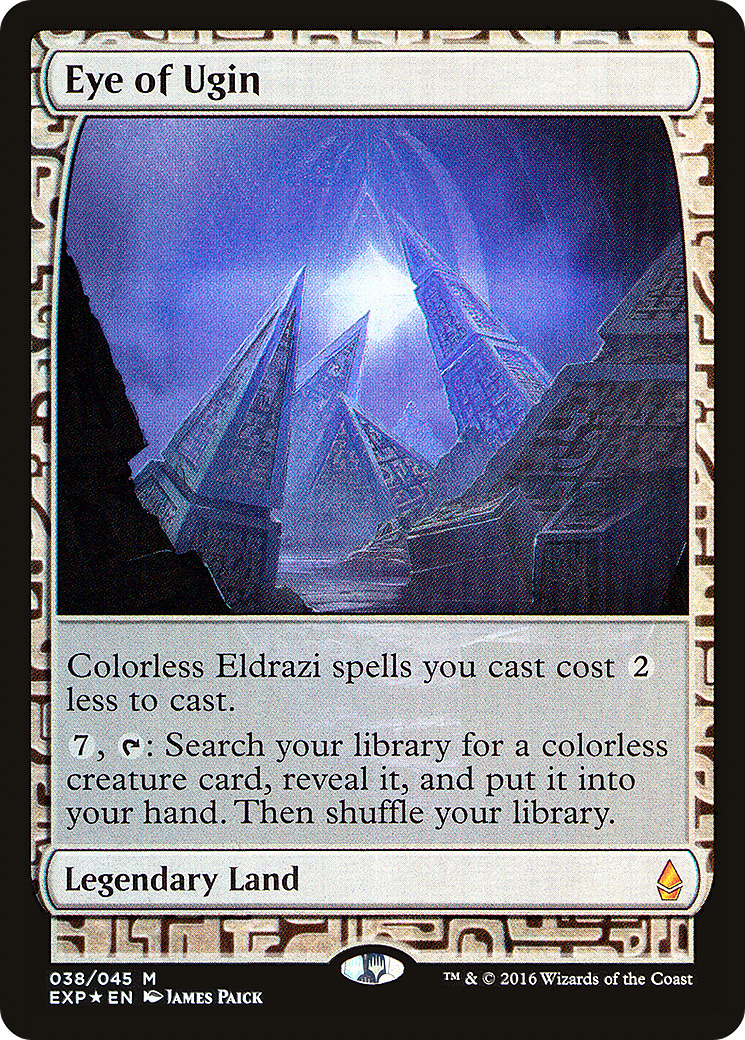 Eye of Ugin
Colorless Eldrazi spells you cast cost 2
less to cast.
7, : Search your library for a colorless
creature card, reveal it, and put it into
your hand. Then shuffle your library.
Legendary Land
038/045 M
EXP★EN James Paick
™ & © 2016 Wizards of the Coast